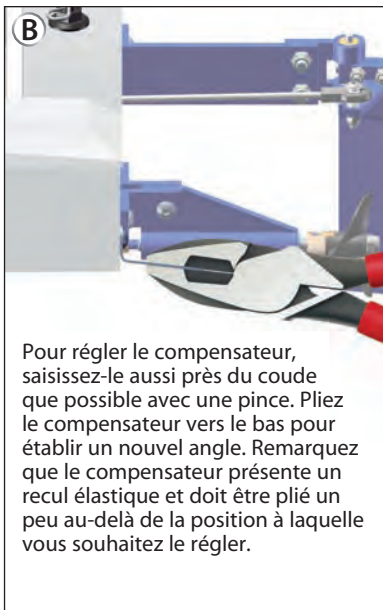 B
Pour régler le compensateur,
saisissez-le aussi près du coude
que possible avec une pince. Pliez
le compensateur vers le bas pour
établir un nouvel angle. Remarquez
que le compensateur présente un
recul élastique et doit être plié un
peu au-delà de la position à laquelle
vous souhaitez le régler.